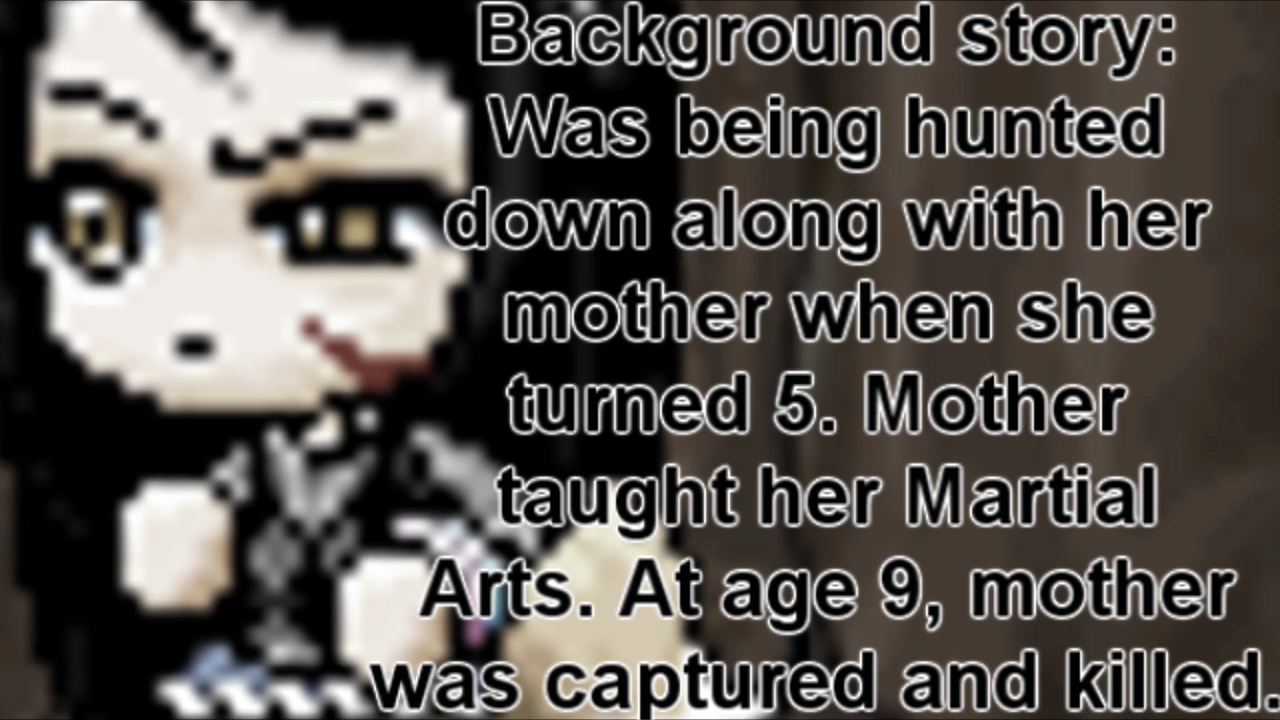 Background story:
Was being hunted
down along with her
mother when she
turned 5. Mother
taught her Martial
Arts. At age 9, mother
was captured and killed.